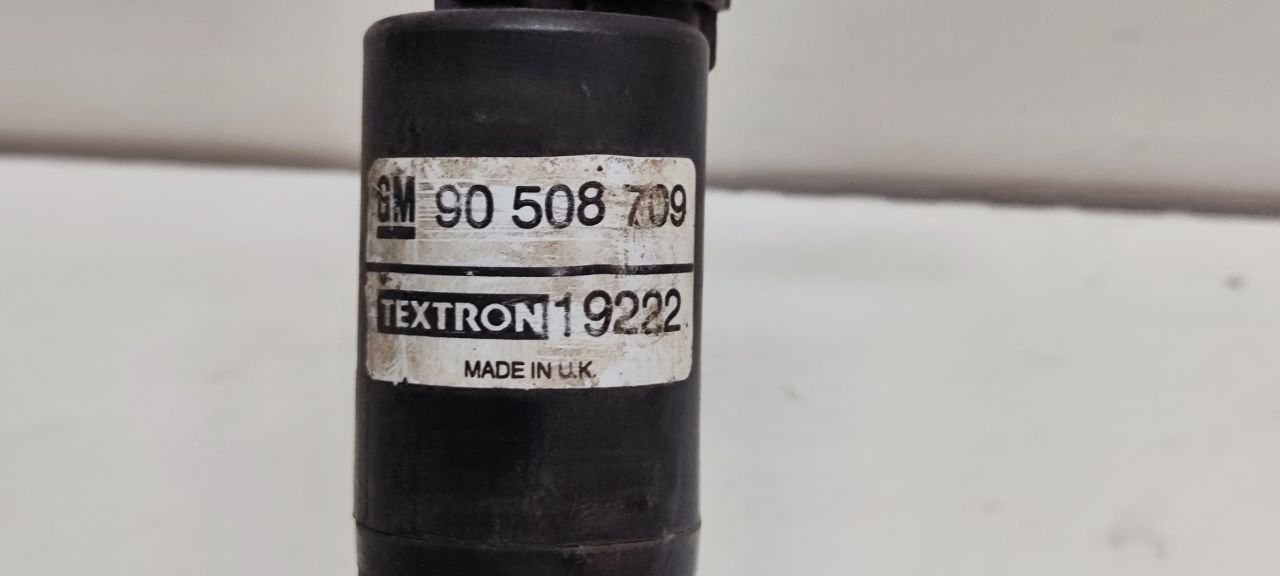 GM 90 508 709
TEXTRON 19222
MADE IN U.K.